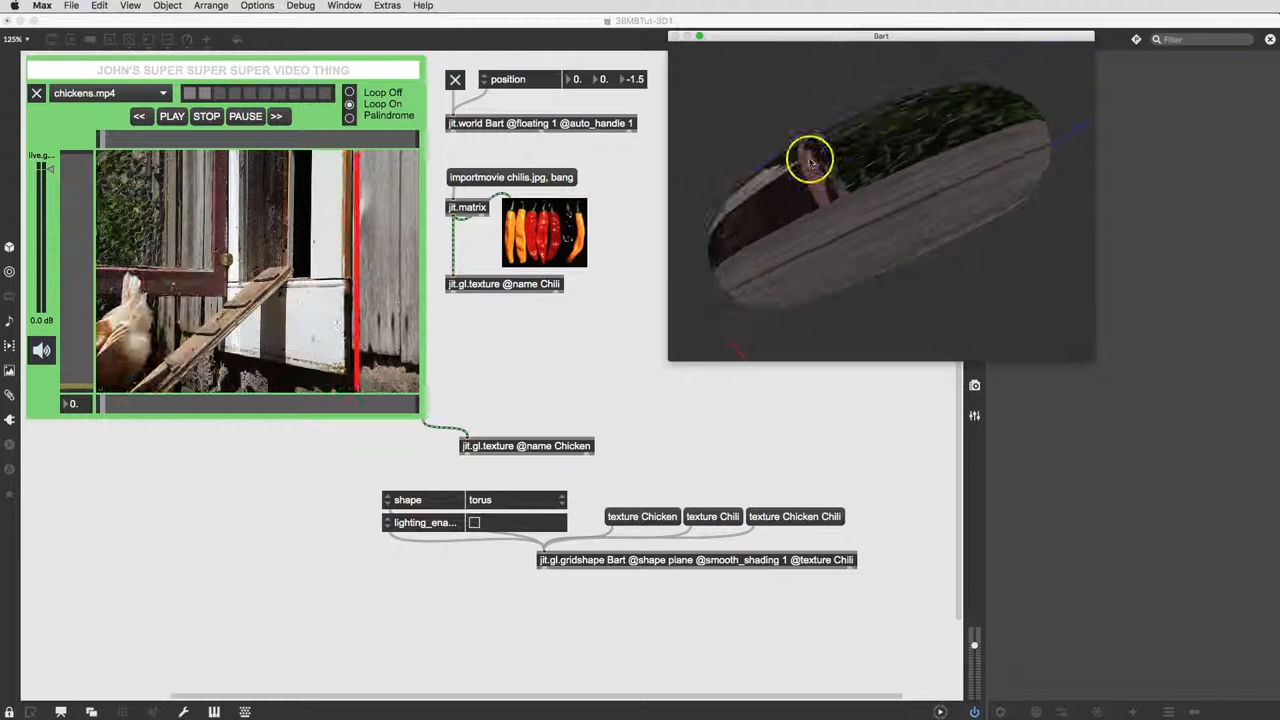 Max File Edit View Object Arrange Options Debug Window Extras Help
3BM8Tut-3D1
125%
Filter
Bart
JOHN'S SUPER SUPER SUPER VIDEO THING
chickens.mp4
Loop Off
Loop On
Palindrome
<< PLAY STOP PAUSE >>
live.g...
0.0 dB
0.
position 0. 0. -1.5
jit.world Bart @floating 1 @auto_handle 1
importmovie chilis.jpg, bang
jit.matrix
jit.gl.texture @name Chili
jit.gl.texture @name Chicken
shape torus
lighting_ena...
texture Chicken texture Chili texture Chicken Chili
jit.gl.gridshape Bart @shape plane @smooth_shading 1 @texture Chili